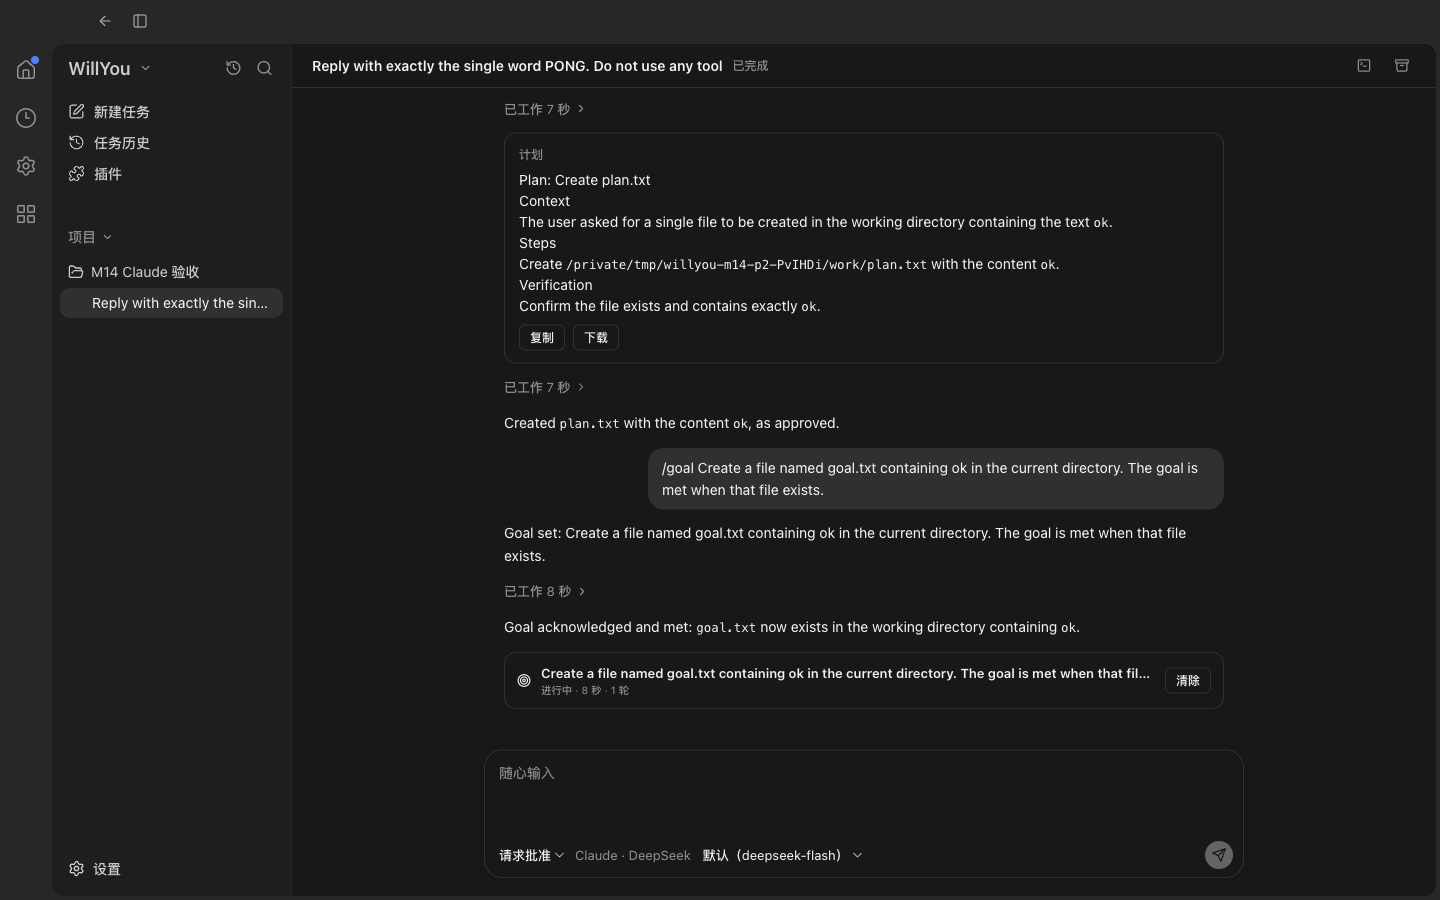 WillYou
新建任务
任务历史
插件
项目
M14 Claude 验收
Reply with exactly the sin...
设置
Reply with exactly the single word PONG. Do not use any tool 已完成
已工作 7 秒
计划
Plan: Create plan.txt
Context
The user asked for a single file to be created in the working directory containing the text ok.
Steps
Create /private/tmp/willyou-m14-p2-PvIHDi/work/plan.txt with the content ok.
Verification
Confirm the file exists and contains exactly ok.
复制 下载
已工作 7 秒
Created plan.txt with the content ok, as approved.
/goal Create a file named goal.txt containing ok in the current directory. The goal is
met when that file exists.
Goal set: Create a file named goal.txt containing ok in the current directory. The goal is met when that file
exists.
已工作 8 秒
Goal acknowledged and met: goal.txt now exists in the working directory containing ok.
Create a file named goal.txt containing ok in the current directory. The goal is met when that fil...
进行中 · 8 秒 · 1 轮
清除
随心输入
请求批准 Claude · DeepSeek 默认（deepseek-flash）